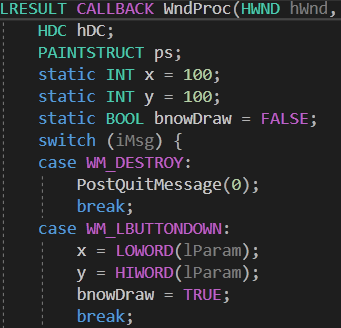 LRESULT CALLBACK WndProc(HWND hWnd,
HDC hDC;
PAINTSTRUCT ps;
static INT x = 100;
static INT y = 100;
static BOOL bnowDraw = FALSE;
switch (iMsg) {
case WM_DESTROY:
PostQuitMessage(0);
break;
case WM_LBUTTONDOWN:
x = LOWORD(lParam);
y = HIWORD(lParam);
bnowDraw = TRUE;
break;